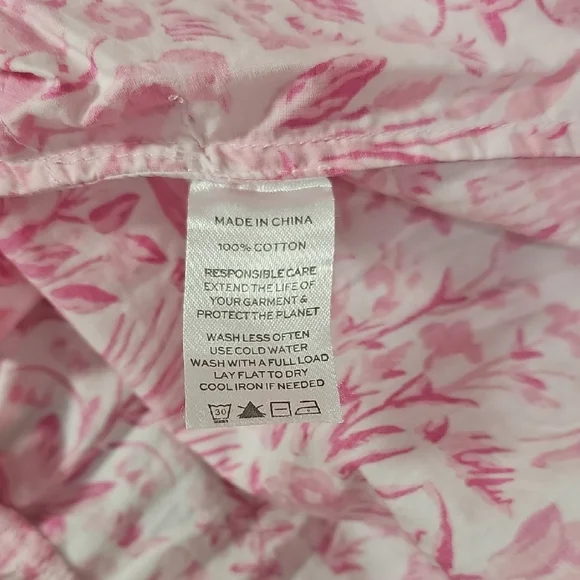 MADE IN CHINA
100% COTTON
RESPONSIBLE CARE
EXTEND THE LIFE OF
YOUR GARMENT &
PROTECT THE PLANET
WASH LESS OFTEN
USE COLD WATER
WASH WITH A FULL LOAD
LAY FLAT TO DRY
COOL IRON IF NEEDED
30